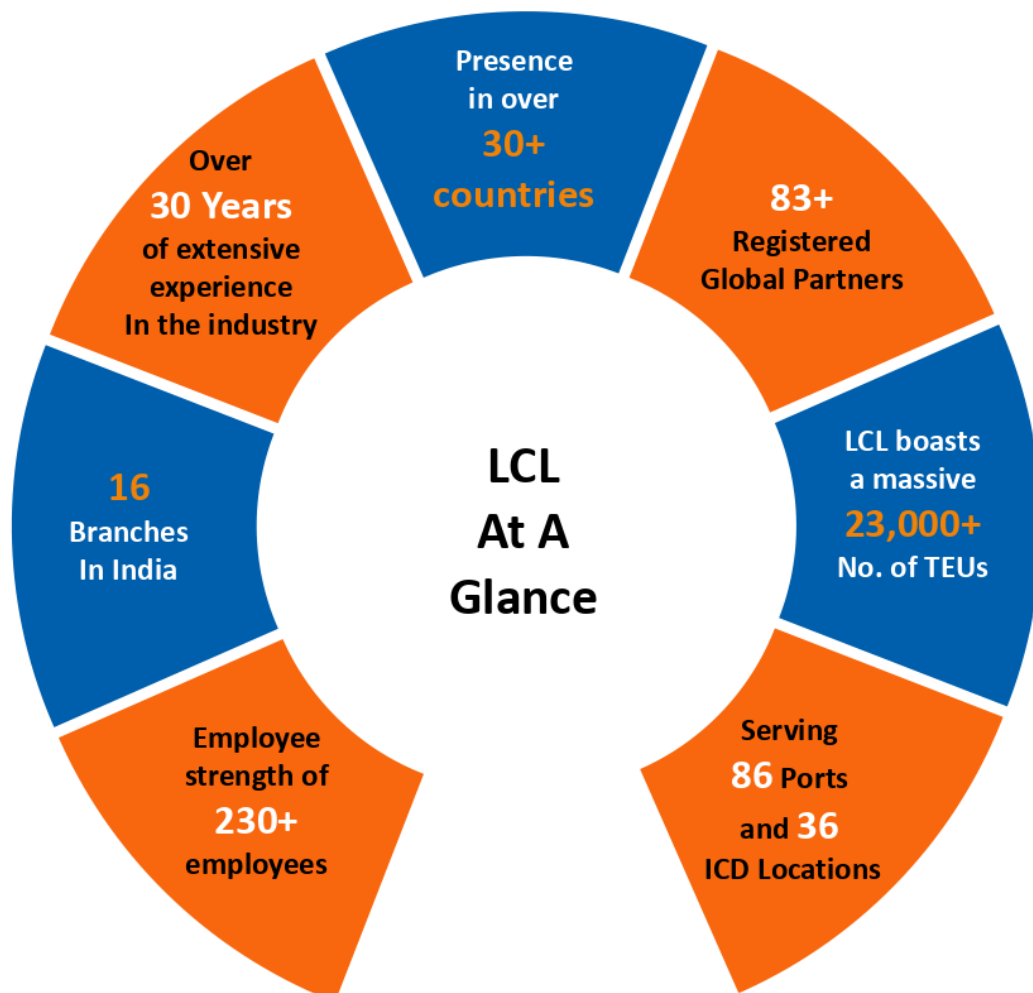 LCL
At A
Glance
Employee
strength of
230+
employees
16
Branches
In India
Over
30 Years
of extensive
experience
In the industry
Presence
in over
30+
countries
83+
Registered
Global Partners
LCL boasts
a massive
23,000+
No. of TEUs
Serving
86 Ports
and 36
ICD Locations